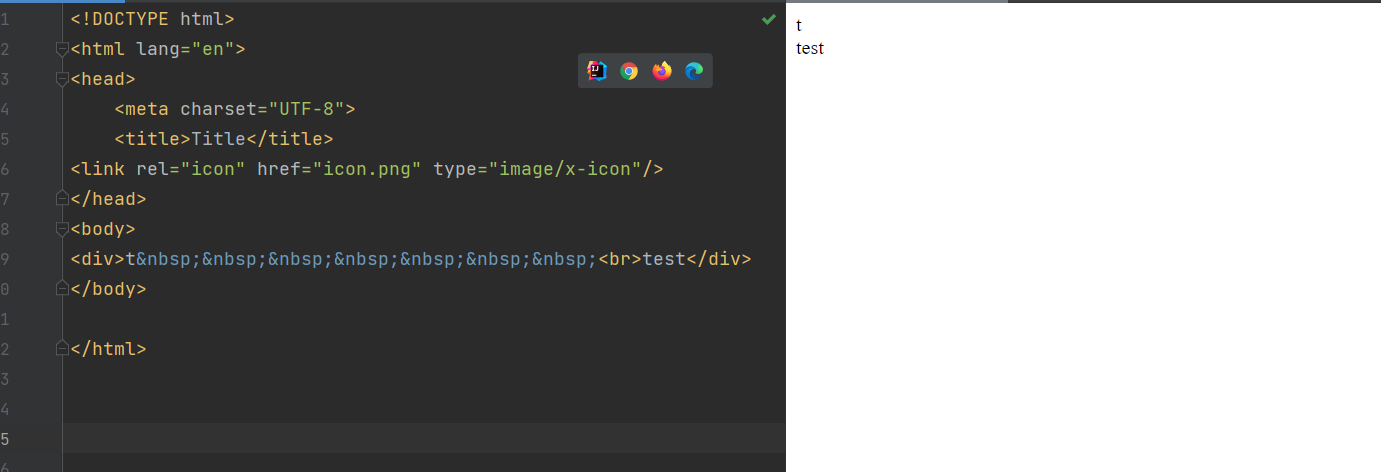 1 <!DOCTYPE html>
2 <html lang="en">
3 <head>
4     <meta charset="UTF-8">
5     <title>Title</title>
6 <link rel="icon" href="icon.png" type="image/x-icon"/>
7 </head>
8 <body>
9 <div>t&nbsp;&nbsp;&nbsp;&nbsp;&nbsp;&nbsp;&nbsp;<br>test</div>
0 </body>
1
2 </html>
3
4
5
6
t
test